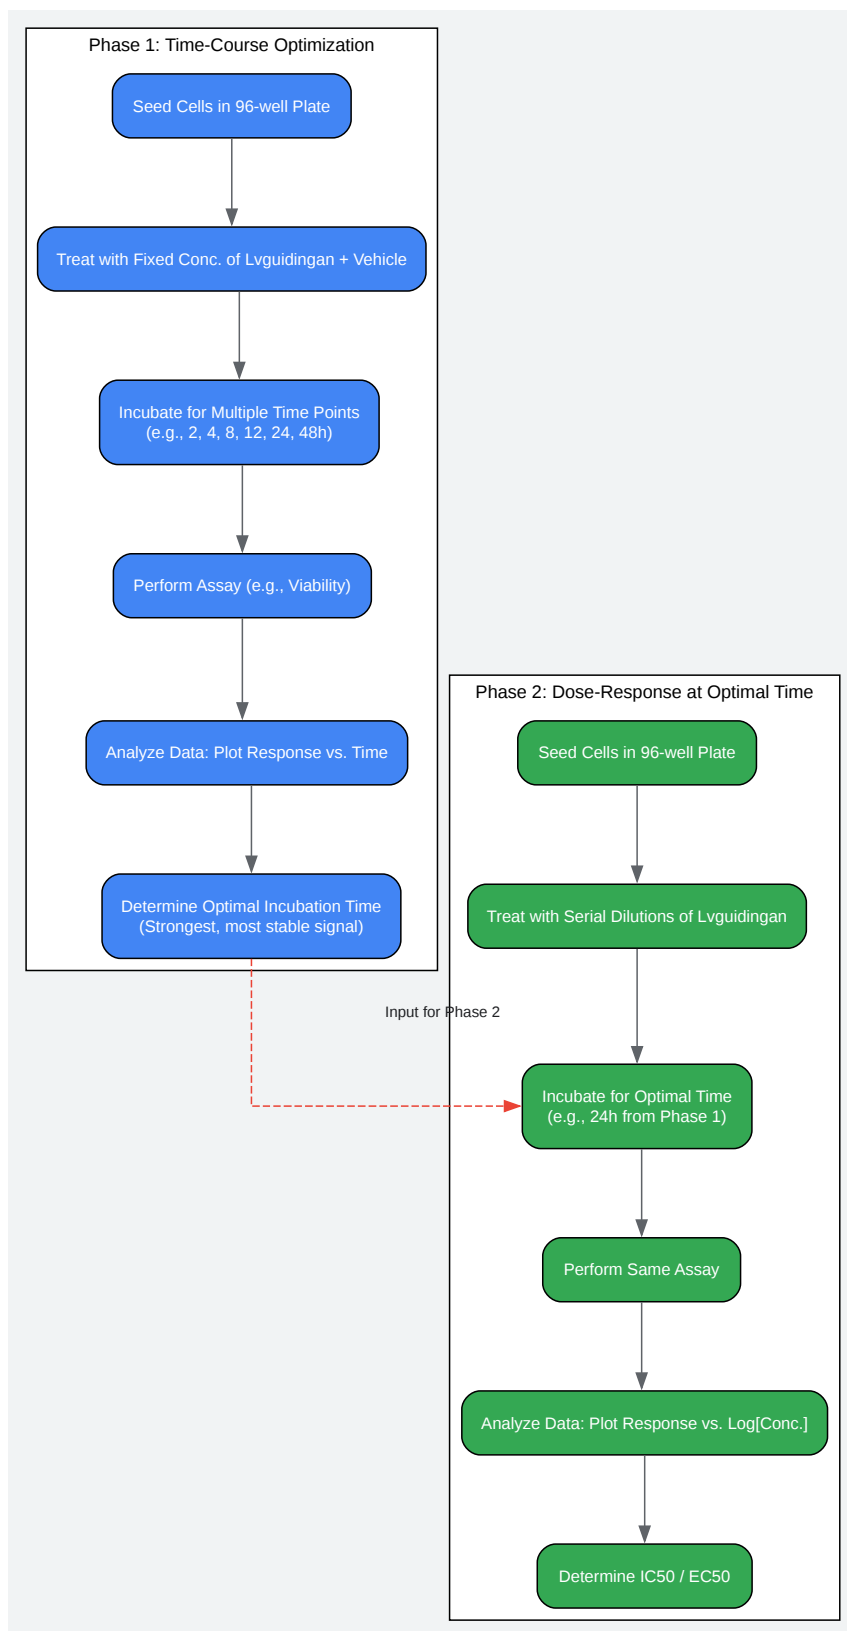 Phase 1: Time-Course Optimization
Seed Cells in 96-well Plate
Treat with Fixed Conc. of Lvguidingan + Vehicle
Incubate for Multiple Time Points
(e.g., 2, 4, 8, 12, 24, 48h)
Perform Assay (e.g., Viability)
Analyze Data: Plot Response vs. Time
Determine Optimal Incubation Time
(Strongest, most stable signal)
Input for Phase 2
Phase 2: Dose-Response at Optimal Time
Seed Cells in 96-well Plate
Treat with Serial Dilutions of Lvguidingan
Incubate for Optimal Time
(e.g., 24h from Phase 1)
Perform Same Assay
Analyze Data: Plot Response vs. Log[Conc.]
Determine IC50 / EC50